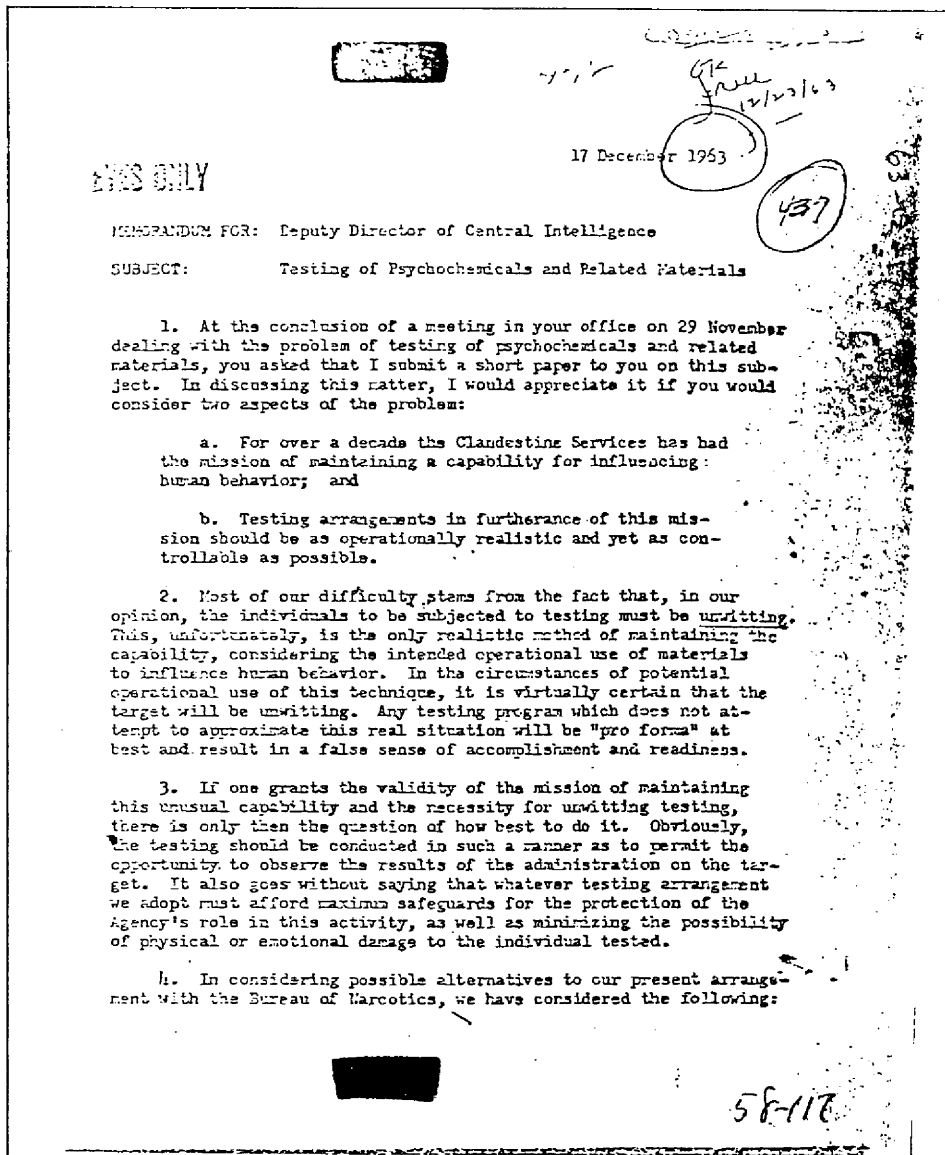 12/23/63
17 December 1963
EYES ONLY
437
MEMORANDUM FOR: Deputy Director of Central Intelligence
SUBJECT: Testing of Psychochemicals and Related Materials
1. At the conclusion of a meeting in your office on 29 November
dealing with the problem of testing of psychochemicals and related
materials, you asked that I submit a short paper to you on this sub-
ject. In discussing this matter, I would appreciate it if you would
consider two aspects of the problem:
a. For over a decade the Clandestine Services has had
the mission of maintaining a capability for influencing
human behavior; and
b. Testing arrangements in furtherance of this mis-
sion should be as operationally realistic and yet as con-
trollable as possible.
2. Most of our difficulty stems from the fact that, in our
opinion, the individuals to be subjected to testing must be unwitting.
This, unfortunately, is the only realistic method of maintaining the
capability, considering the intended operational use of materials
to influence human behavior. In the circumstances of potential
operational use of this technique, it is virtually certain that the
target will be unwitting. Any testing program which does not at-
tempt to approximate this real situation will be "pro forma" at
best and result in a false sense of accomplishment and readiness.
3. If one grants the validity of the mission of maintaining
this unusual capability and the necessity for unwitting testing,
there is only then the question of how best to do it. Obviously,
the testing should be conducted in such a manner as to permit the
opportunity to observe the results of the administration on the tar-
get. It also goes without saying that whatever testing arrangement
we adopt must afford maximum safeguards for the protection of the
Agency's role in this activity, as well as minimizing the possibility
of physical or emotional damage to the individual tested.
4. In considering possible alternatives to our present arrange-
ment with the Bureau of Narcotics, we have considered the following: